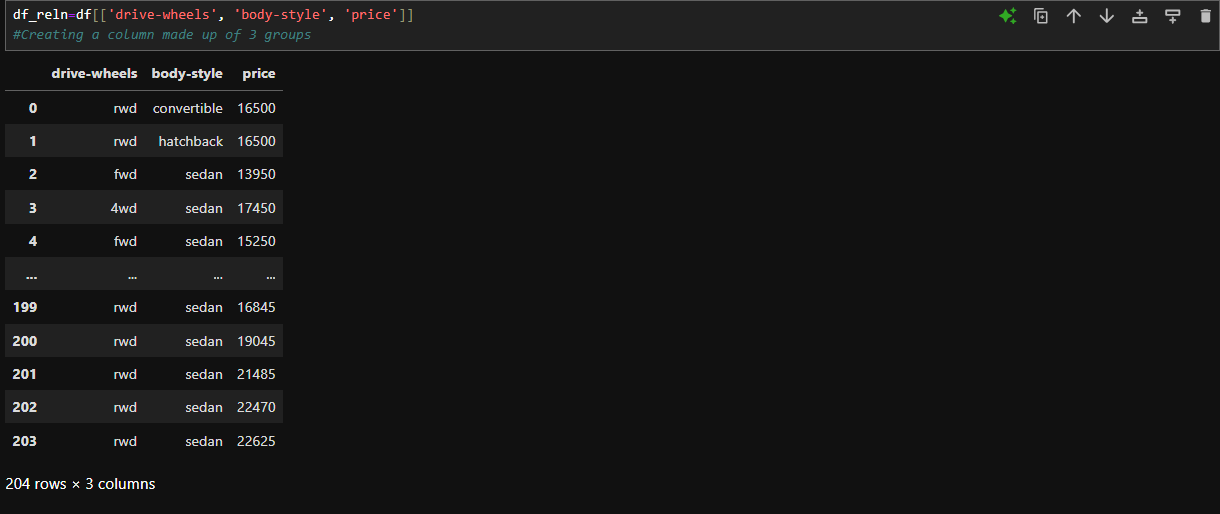 df_reln=df[['drive-wheels', 'body-style', 'price']]
#Creating a column made up of 3 groups
drive-wheels body-style price
0 rwd convertible 16500
1 rwd hatchback 16500
2 fwd sedan 13950
3 4wd sedan 17450
4 fwd sedan 15250
... ... ... ...
199 rwd sedan 16845
200 rwd sedan 19045
201 rwd sedan 21485
202 rwd sedan 22470
203 rwd sedan 22625
204 rows × 3 columns